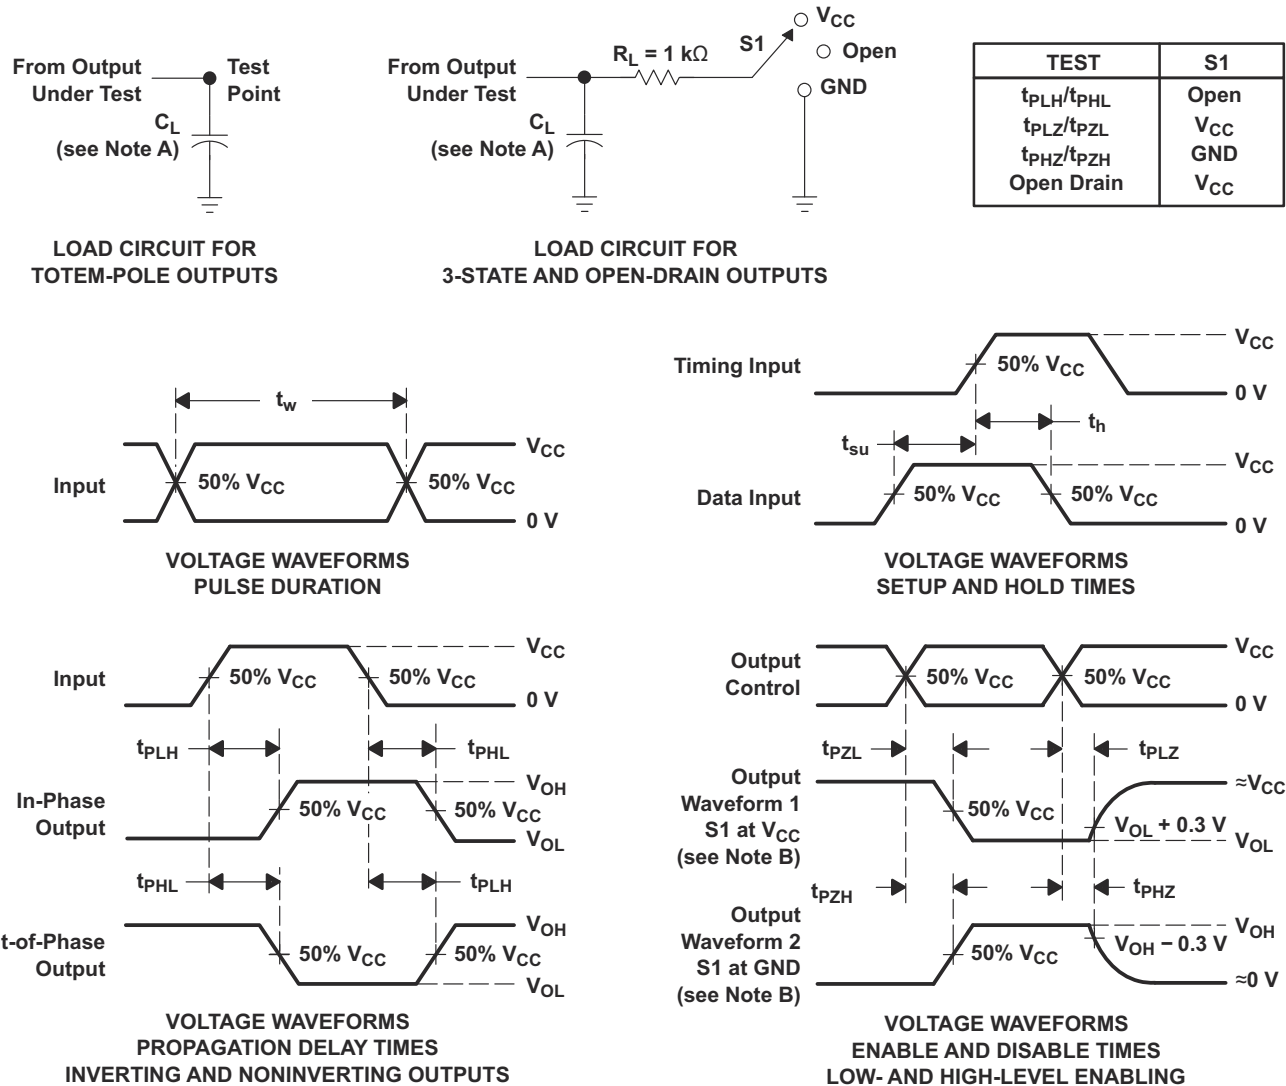 From Output
Under Test
Test
Point
CL
(see Note A)
LOAD CIRCUIT FOR
TOTEM-POLE OUTPUTS
From Output
Under Test
RL = 1 kΩ
S1
VCC
Open
GND
CL
(see Note A)
LOAD CIRCUIT FOR
3-STATE AND OPEN-DRAIN OUTPUTS
TEST S1
tPLH/tPHL Open
tPLZ/tPZL VCC
tPHZ/tPZH GND
Open Drain VCC
tw
Input
50% VCC
50% VCC
VCC
0 V
VOLTAGE WAVEFORMS
PULSE DURATION
Timing Input
50% VCC
VCC
0 V
tsu
th
Data Input
50% VCC
50% VCC
VCC
0 V
VOLTAGE WAVEFORMS
SETUP AND HOLD TIMES
Input
50% VCC
50% VCC
VCC
0 V
tPLH
tPHL
In-Phase
Output
50% VCC
50% VCC
VOH
VOL
tPHL
tPLH
t-of-Phase
Output
50% VCC
50% VCC
VOH
VOL
VOLTAGE WAVEFORMS
PROPAGATION DELAY TIMES
INVERTING AND NONINVERTING OUTPUTS
Output
Control
50% VCC
50% VCC
VCC
0 V
tPZL
tPLZ
Output
Waveform 1
S1 at VCC
(see Note B)
50% VCC
≈VCC
VOL + 0.3 V
VOL
tPZH
tPHZ
Output
Waveform 2
S1 at GND
(see Note B)
50% VCC
VOH
VOH − 0.3 V
≈0 V
VOLTAGE WAVEFORMS
ENABLE AND DISABLE TIMES
LOW- AND HIGH-LEVEL ENABLING